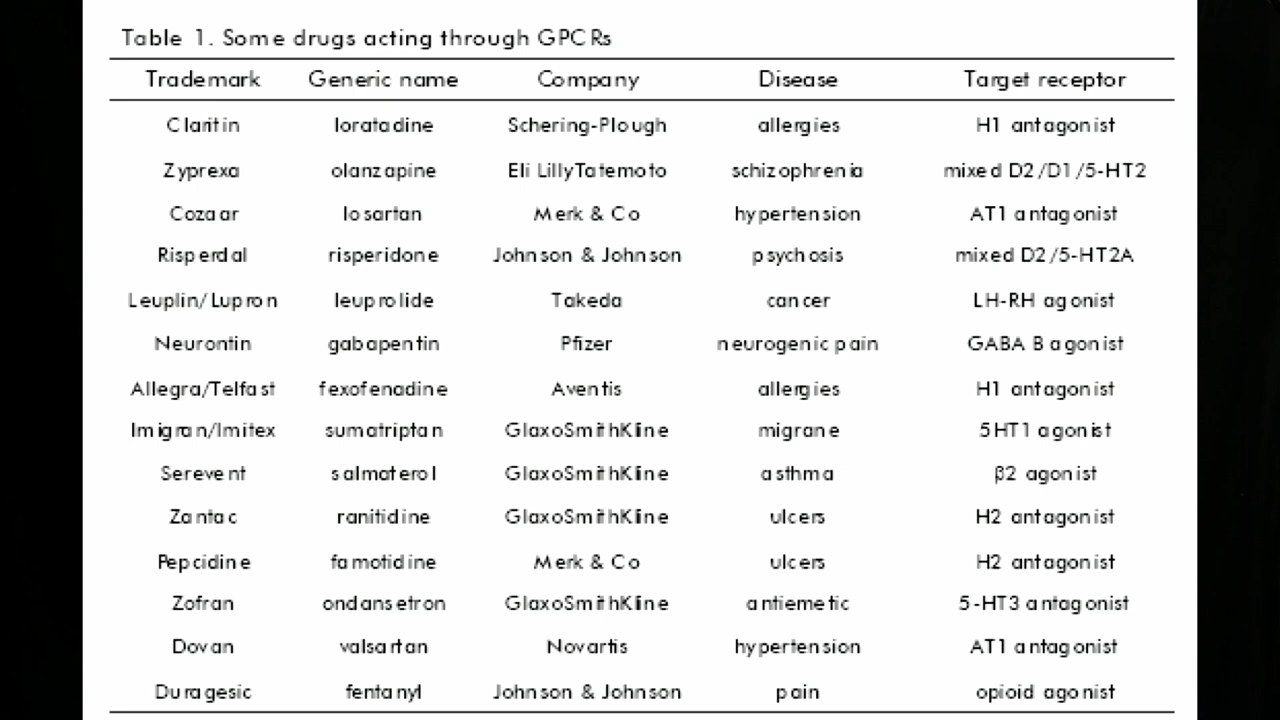 Table 1. Some drugs acting through GPCRs
Trademark Generic name Company Disease Target receptor
Claritin loratadine Schering-Plough allergies H1 antagonist
Zyprexa olanzapine Eli LillyTatemoto schizophrenia mixed D2/D1/5-HT2
Cozaar losartan Merk & Co hypertension AT1 antagonist
Risperdal risperidone Johnson & Johnson psychosis mixed D2/5-HT2A
Leuplin/Lupron leuprolide Takeda cancer LH-RH agonist
Neurontin gabapentin Pfizer neurogenic pain GABA B agonist
Allegra/Telfast fexofenadine Aventis allergies H1 antagonist
Imigran/Imitex sumatriptan GlaxoSmithKline migrane 5HT1 agonist
Serevent salmaterol GlaxoSmithKline asthma β2 agonist
Zantac ranitidine GlaxoSmithKline ulcers H2 antagonist
Pepcidine famotidine Merk & Co ulcers H2 antagonist
Zofran ondansetron GlaxoSmithKline antiemetic 5-HT3 antagonist
Dovan valsartan Novartis hypertension AT1 antagonist
Duragesic fentanyl Johnson & Johnson pain opioid agonist